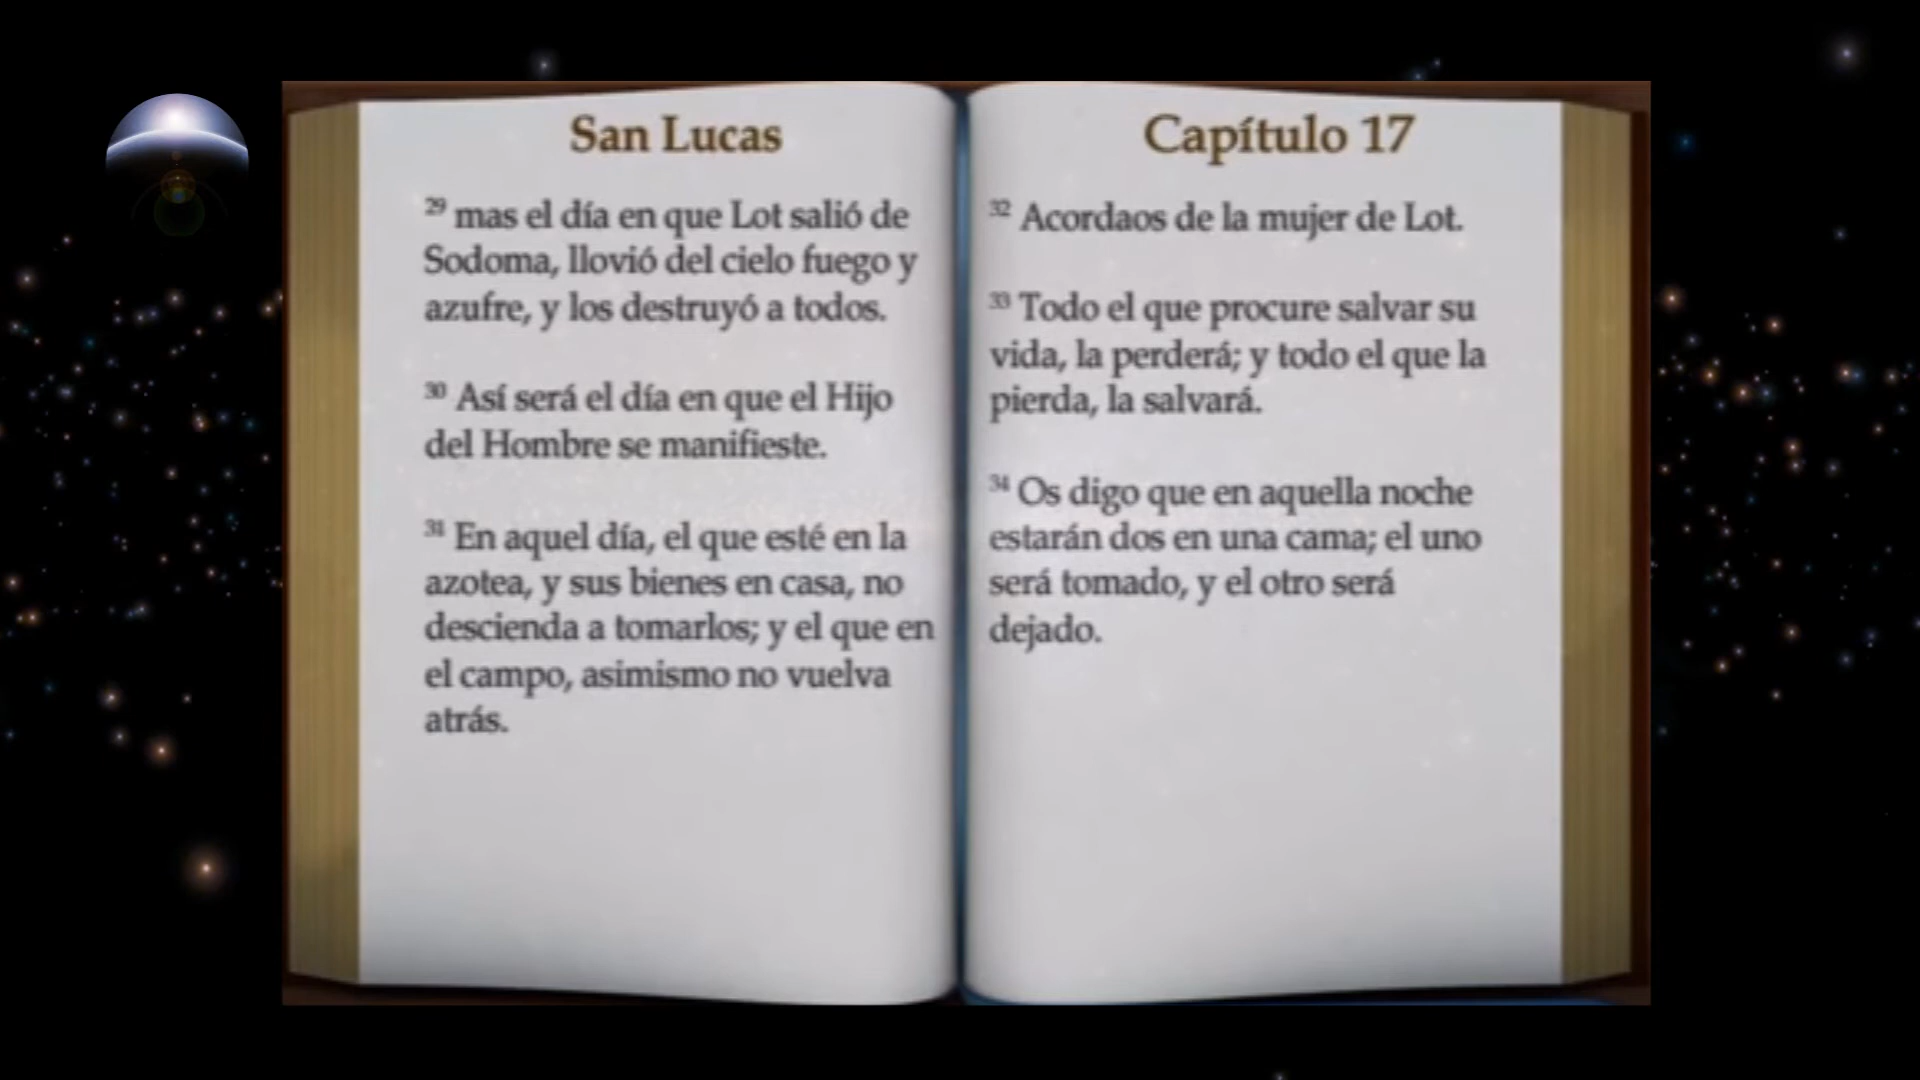 San Lucas
29 mas el día en que Lot salió de
Sodoma, llovió del cielo fuego y
azufre, y los destruyó a todos.
30 Así será el día en que el Hijo
del Hombre se manifieste.
31 En aquel día, el que esté en la
azotea, y sus bienes en casa, no
descienda a tomarlos; y el que en
el campo, asimismo no vuelva
atrás.
Capítulo 17
32 Acordaos de la mujer de Lot.
33 Todo el que procure salvar su
vida, la perderá; y todo el que la
pierda, la salvará.
34 Os digo que en aquella noche
estarán dos en una cama; el uno
será tomado, y el otro será
dejado.